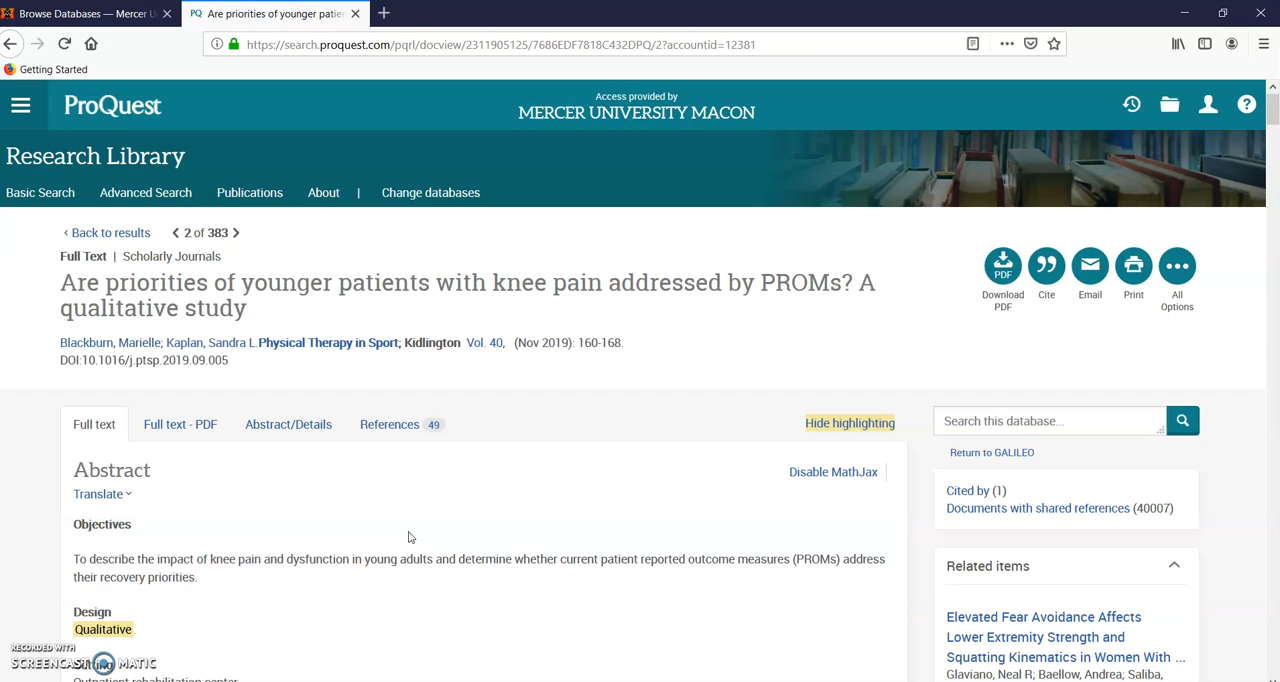 Browse Databases — Mercer U
PQ Are priorities of younger patien
https://search.proquest.com/pqrl/docview/2311905125/7686EDF7818C432DPQ/2?accountid=12381
Getting Started
ProQuest
Access provided by
MERCER UNIVERSITY MACON
Research Library
Basic Search Advanced Search Publications About | Change databases
‹ Back to results 2 of 383
Full Text | Scholarly Journals
Are priorities of younger patients with knee pain addressed by PROMs? A
qualitative study
PDF
Download
PDF
Cite
Email
Print
All
Options
Blackburn, Marielle; Kaplan, Sandra L.Physical Therapy in Sport; Kidlington Vol. 40, (Nov 2019): 160-168.
DOI:10.1016/j.ptsp.2019.09.005
Full text Full text - PDF Abstract/Details References 49 Hide highlighting
Search this database...
Return to GALILEO
Abstract
Disable MathJax
Translate
Cited by (1)
Documents with shared references (40007)
Objectives
To describe the impact of knee pain and dysfunction in young adults and determine whether current patient reported outcome measures (PROMs) address
their recovery priorities.
Related items
Design
Qualitative.
Elevated Fear Avoidance Affects
Lower Extremity Strength and
Squatting Kinematics in Women With ...
Glaviano, Neal R; Baellow, Andrea; Saliba,
RECORDED WITH
SCREENCAST MATIC
Setting
Outpatient rehabilitation center